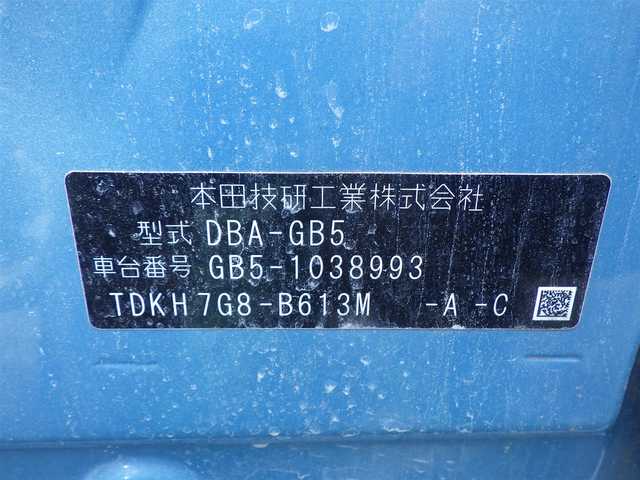 本田技研工業株式会社
型式 DBA-GB5
車台番号 GB5-1038993
TDKH7G8-B613M -A -C